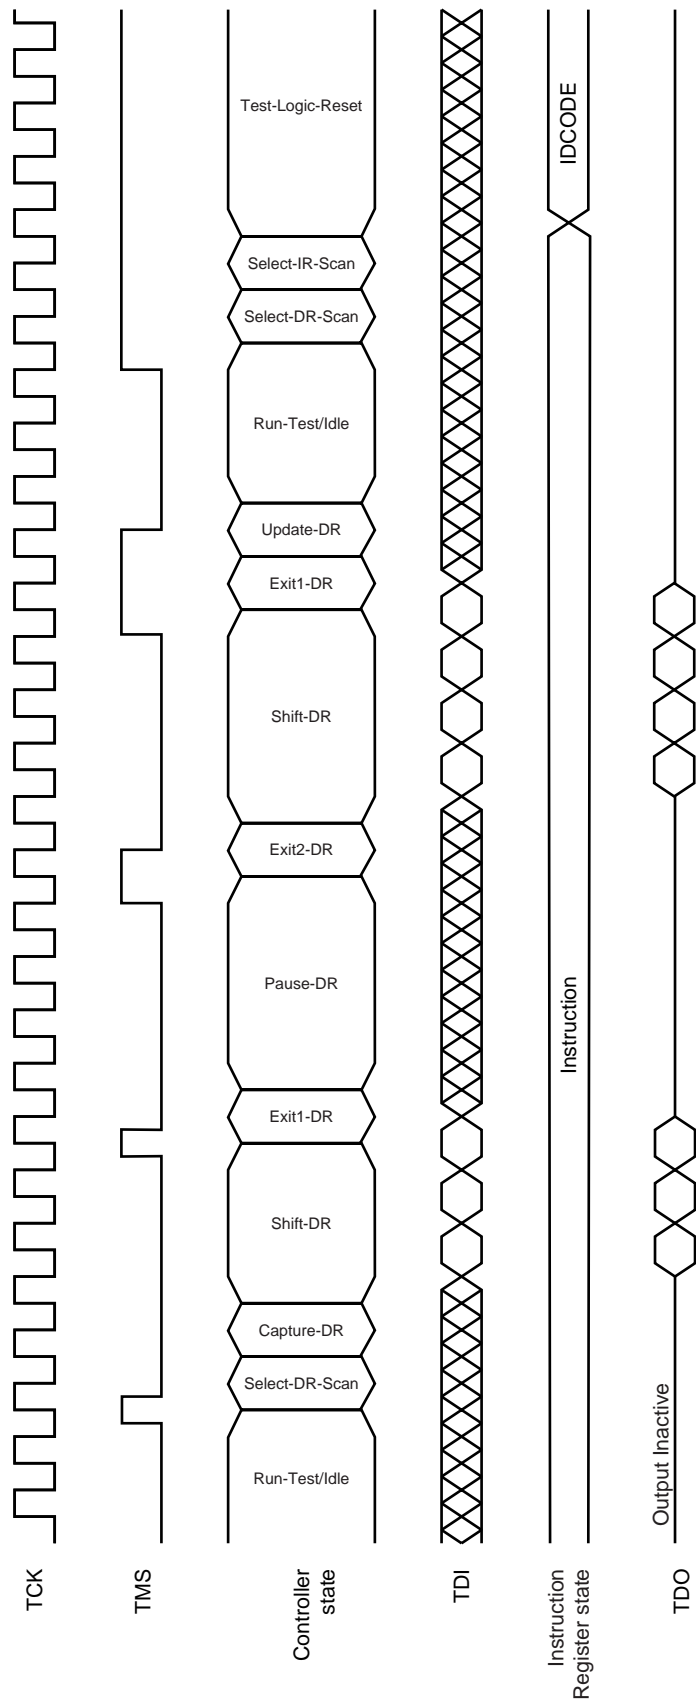 Test-Logic-Reset
Select-IR-Scan
Select-DR-Scan
Run-Test/Idle
Update-DR
Exit1-DR
Shift-DR
Exit2-DR
Pause-DR
Exit1-DR
Shift-DR
Capture-DR
Select-DR-Scan
Run-Test/Idle
IDCODE
Instruction
Output Inactive
TCK
TMS
Controller
state
TDI
Instruction
Register state
TDO